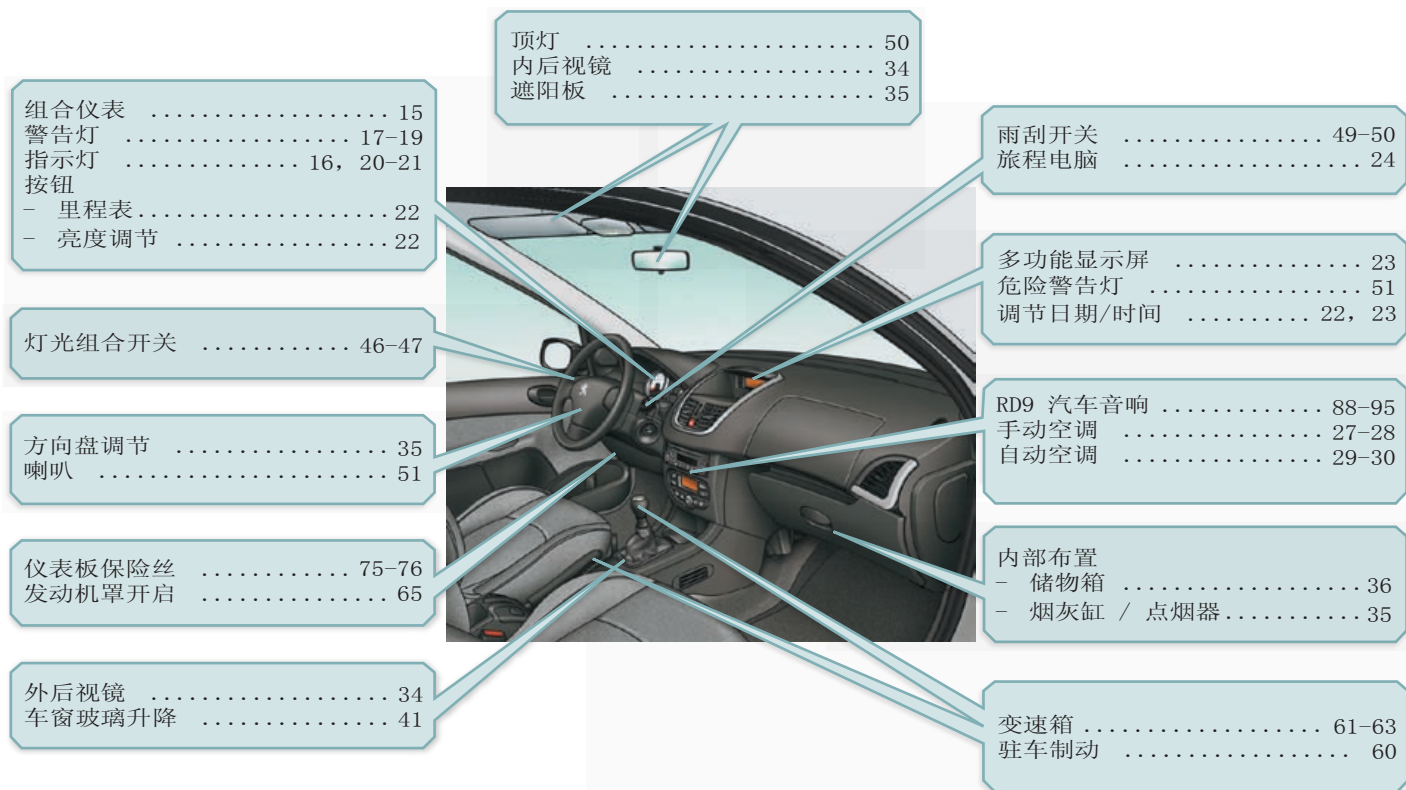 顶灯 ....................... 50
内后视镜 ................... 34
遮阳板 ..................... 35
组合仪表 ................... 15
警告灯 .................. 17-19
指示灯 .............. 16, 20-21
按钮
- 里程表.................... 22
- 亮度调节 ................. 22
灯光组合开关 ............ 46-47
方向盘调节 ................. 35
喇叭 ....................... 51
仪表板保险丝 ............ 75-76
发动机罩开启 ............... 65
外后视镜 ................... 34
车窗玻璃升降 ............... 41
雨刮开关 ................ 49-50
旅程电脑 ................... 24
多功能显示屏 ............... 23
危险警告灯 ................. 51
调节日期/时间 .......... 22, 23
RD9 汽车音响 ............. 88-95
手动空调 ................ 27-28
自动空调 ................ 29-30
内部布置
- 储物箱 ................... 36
- 烟灰缸 / 点烟器........... 35
变速箱................... 61-63
驻车制动 .................. 60